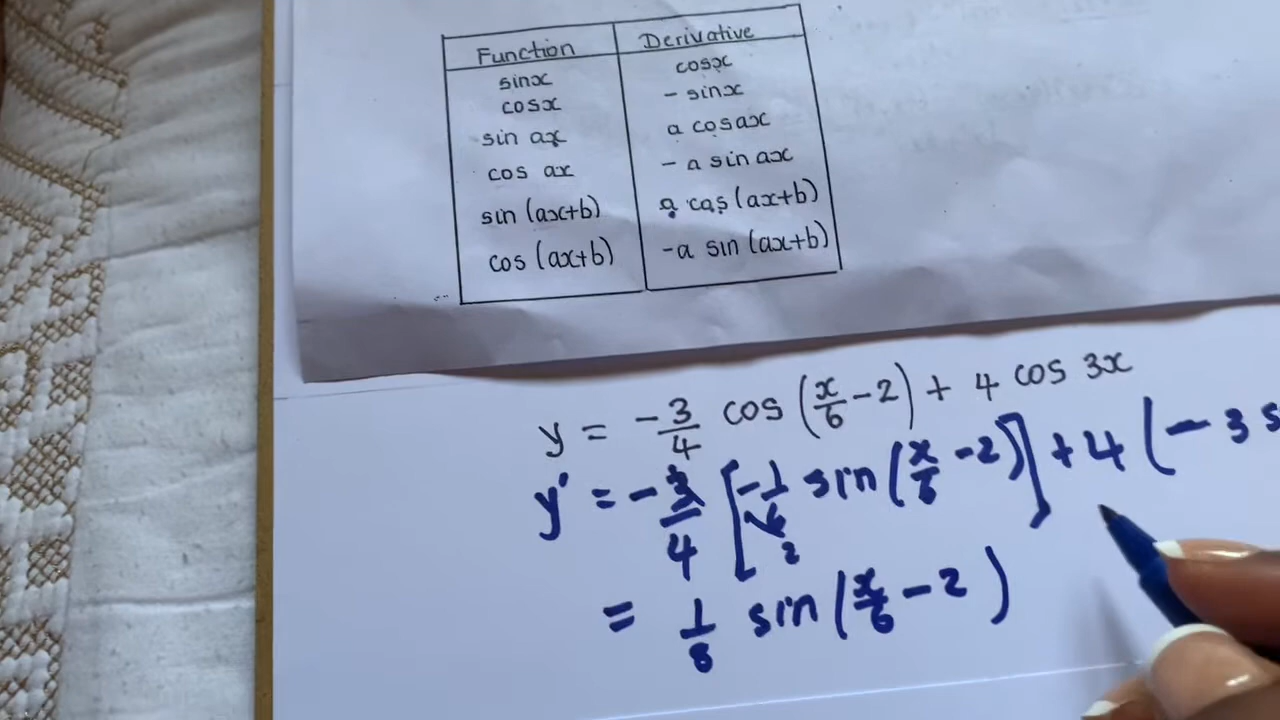 Function Derivative
sinx cosx
cosx - sinx
sin ax a cosax
cos ax - a sin ax
sin (ax+b) a cos (ax+b)
cos (ax+b) -a sin (ax+b)
y = -3/4 cos (x/6 - 2) + 4 cos 3x
y' = -3/4 [-1/6 sin (x/6 - 2)] + 4 (- 3 s
2
= 1/8 sin (x/6 - 2)